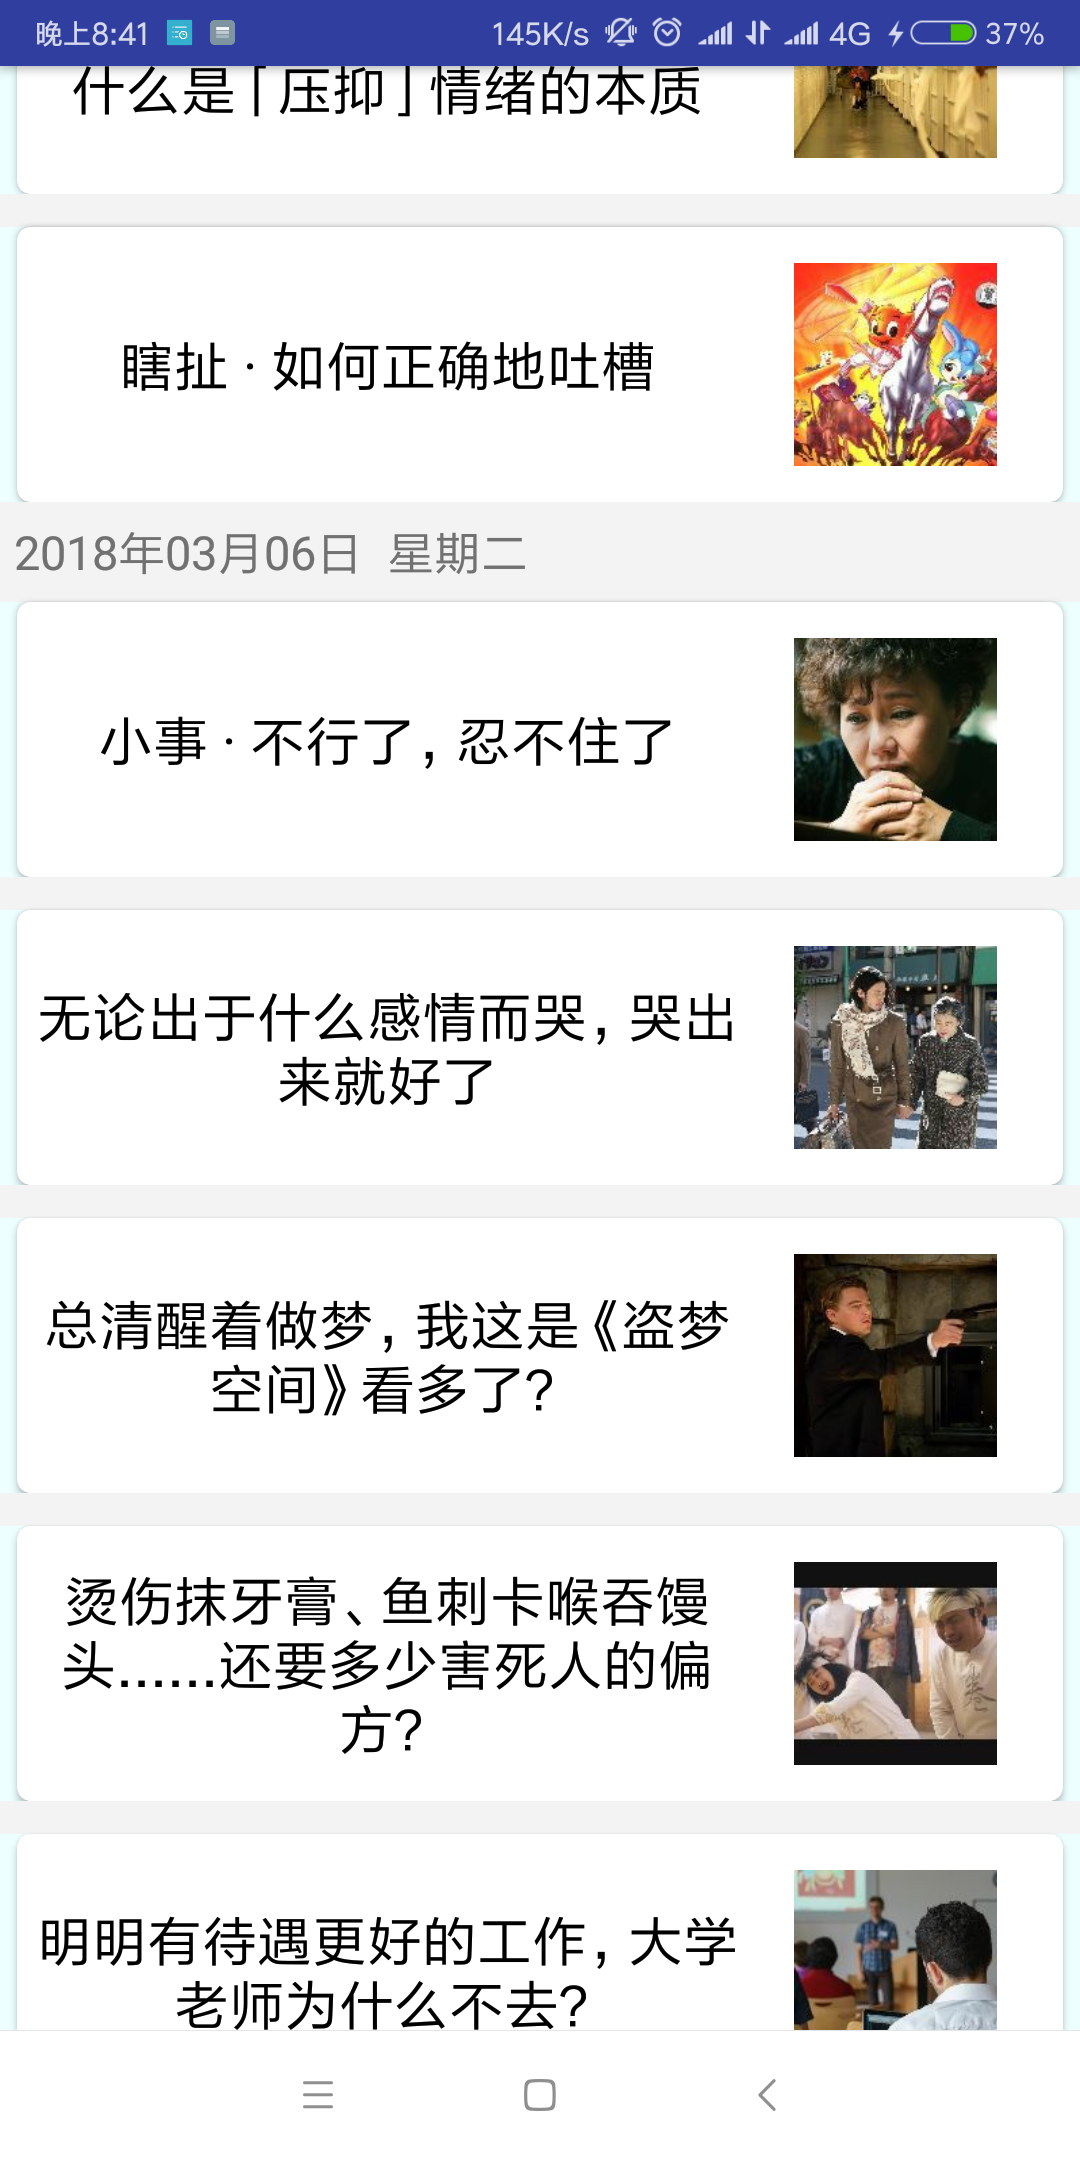 晚上8:41 145K/s 4G 37%
什么是「压抑」情绪的本质
瞎扯 · 如何正确地吐槽
2018年03月06日 星期二
小事 · 不行了，忍不住了
无论出于什么感情而哭，哭出
来就好了
总清醒着做梦，我这是《盗梦
空间》看多了？
烫伤抹牙膏、鱼刺卡喉吞馒
头……还要多少害死人的偏
方？
明明有待遇更好的工作，大学
老师为什么不去？